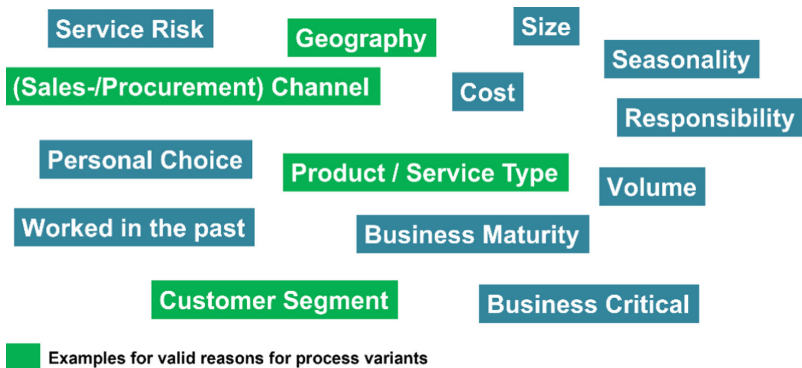 Service Risk
Geography
Size
Seasonality
(Sales-/Procurement) Channel
Cost
Responsibility
Personal Choice
Product / Service Type
Volume
Worked in the past
Business Maturity
Customer Segment
Business Critical
Examples for valid reasons for process variants